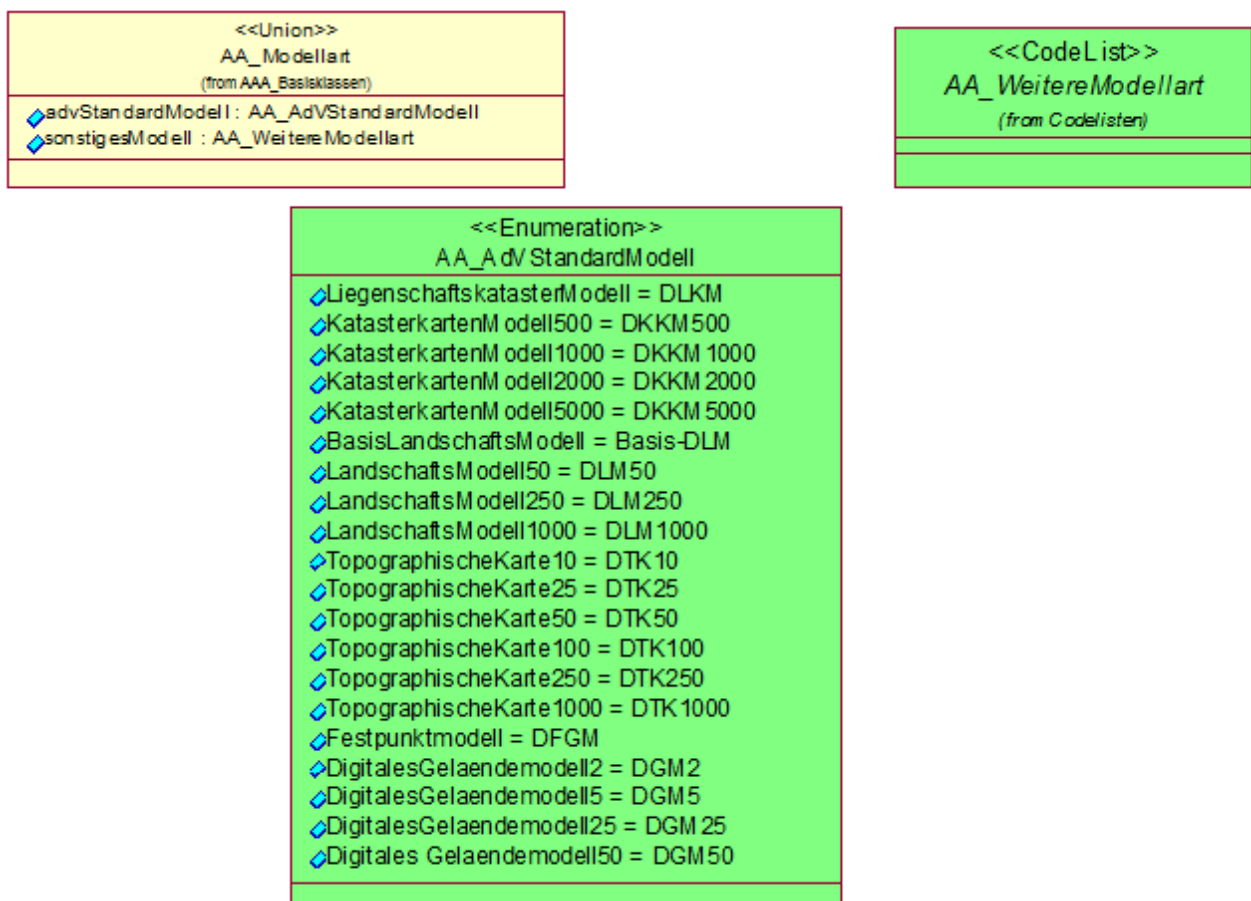 <<Union>>
AA_Modellart
(from AAA_Basisklassen)
advStandardModell : AA_AdVStandardModell
sonstigesModell : AA_WeitereModellart
<<CodeList>>
AA_WeitereModellart
(from Codelisten)
<<Enumeration>>
AA_AdVStandardModell
LiegenschaftskatasterModell = DLKM
KatasterkartenModell500 = DKKM500
KatasterkartenModell1000 = DKKM1000
KatasterkartenModell2000 = DKKM2000
KatasterkartenModell5000 = DKKM5000
BasisLandschaftsModell = Basis-DLM
LandschaftsModell50 = DLM50
LandschaftsModell250 = DLM250
LandschaftsModell1000 = DLM1000
TopographischeKarte10 = DTK10
TopographischeKarte25 = DTK25
TopographischeKarte50 = DTK50
TopographischeKarte100 = DTK100
TopographischeKarte250 = DTK250
TopographischeKarte1000 = DTK1000
Festpunktmodell = DFGM
DigitalesGelaendemodell2 = DGM2
DigitalesGelaendemodell5 = DGM5
DigitalesGelaendemodell25 = DGM25
Digitales Gelaendemodell50 = DGM50